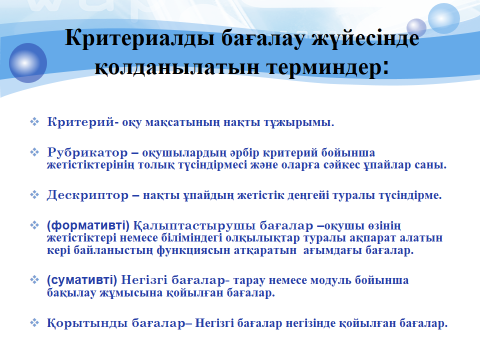 Критериалды бағалау жүйесінде
қолданылатын терминдер:
Критерий- оқу мақсатының нақты тұжырымы.
Рубрикатор – оқушылардың әрбір критерий бойынша
жетістіктерінің толық түсіндірмесі және оларға сәйкес ұпайлар саны.
Дескриптор – нақты ұпайдың жетістік деңгейі туралы түсіндірме.
(формативті) Қалыптастырушы бағалар –оқушы өзінің
жетістіктері немесе біліміндегі олқылықтар туралы ақпарат алатын
кері байланыстың функциясын атқаратын ағымдағы бағалар.
(сумативті) Негізгі бағалар- тарау немесе модуль бойынша
бақылау жұмысына қойылған бағалар.
Қорытынды бағалар– Негізгі бағалар негізінде қойылған бағалар.